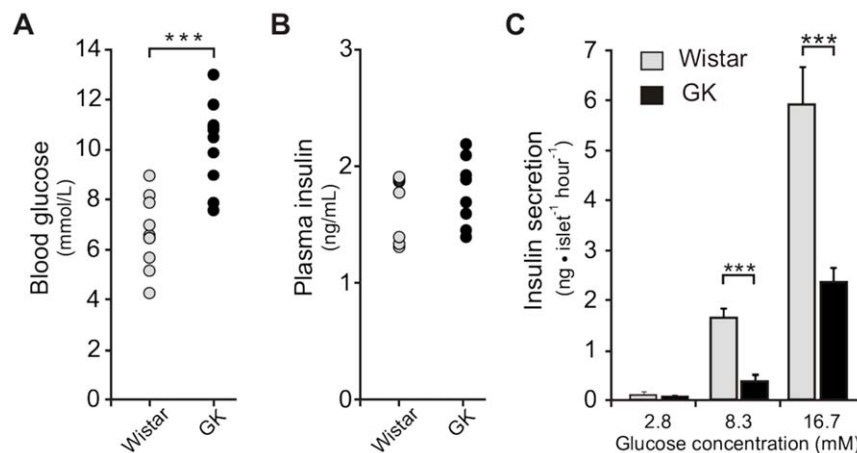 A
***
14
12
10
8
6
4
2
0
Blood glucose
(mmol/L)
Wistar
GK
B
3
2
1
0
Plasma insulin
(ng/mL)
Wistar
GK
C
7
6
5
4
3
2
1
0
Insulin secretion
(ng • islet⁻¹ hour⁻¹)
Wistar
GK
***
***
2.8
8.3
16.7
Glucose concentration (mM)